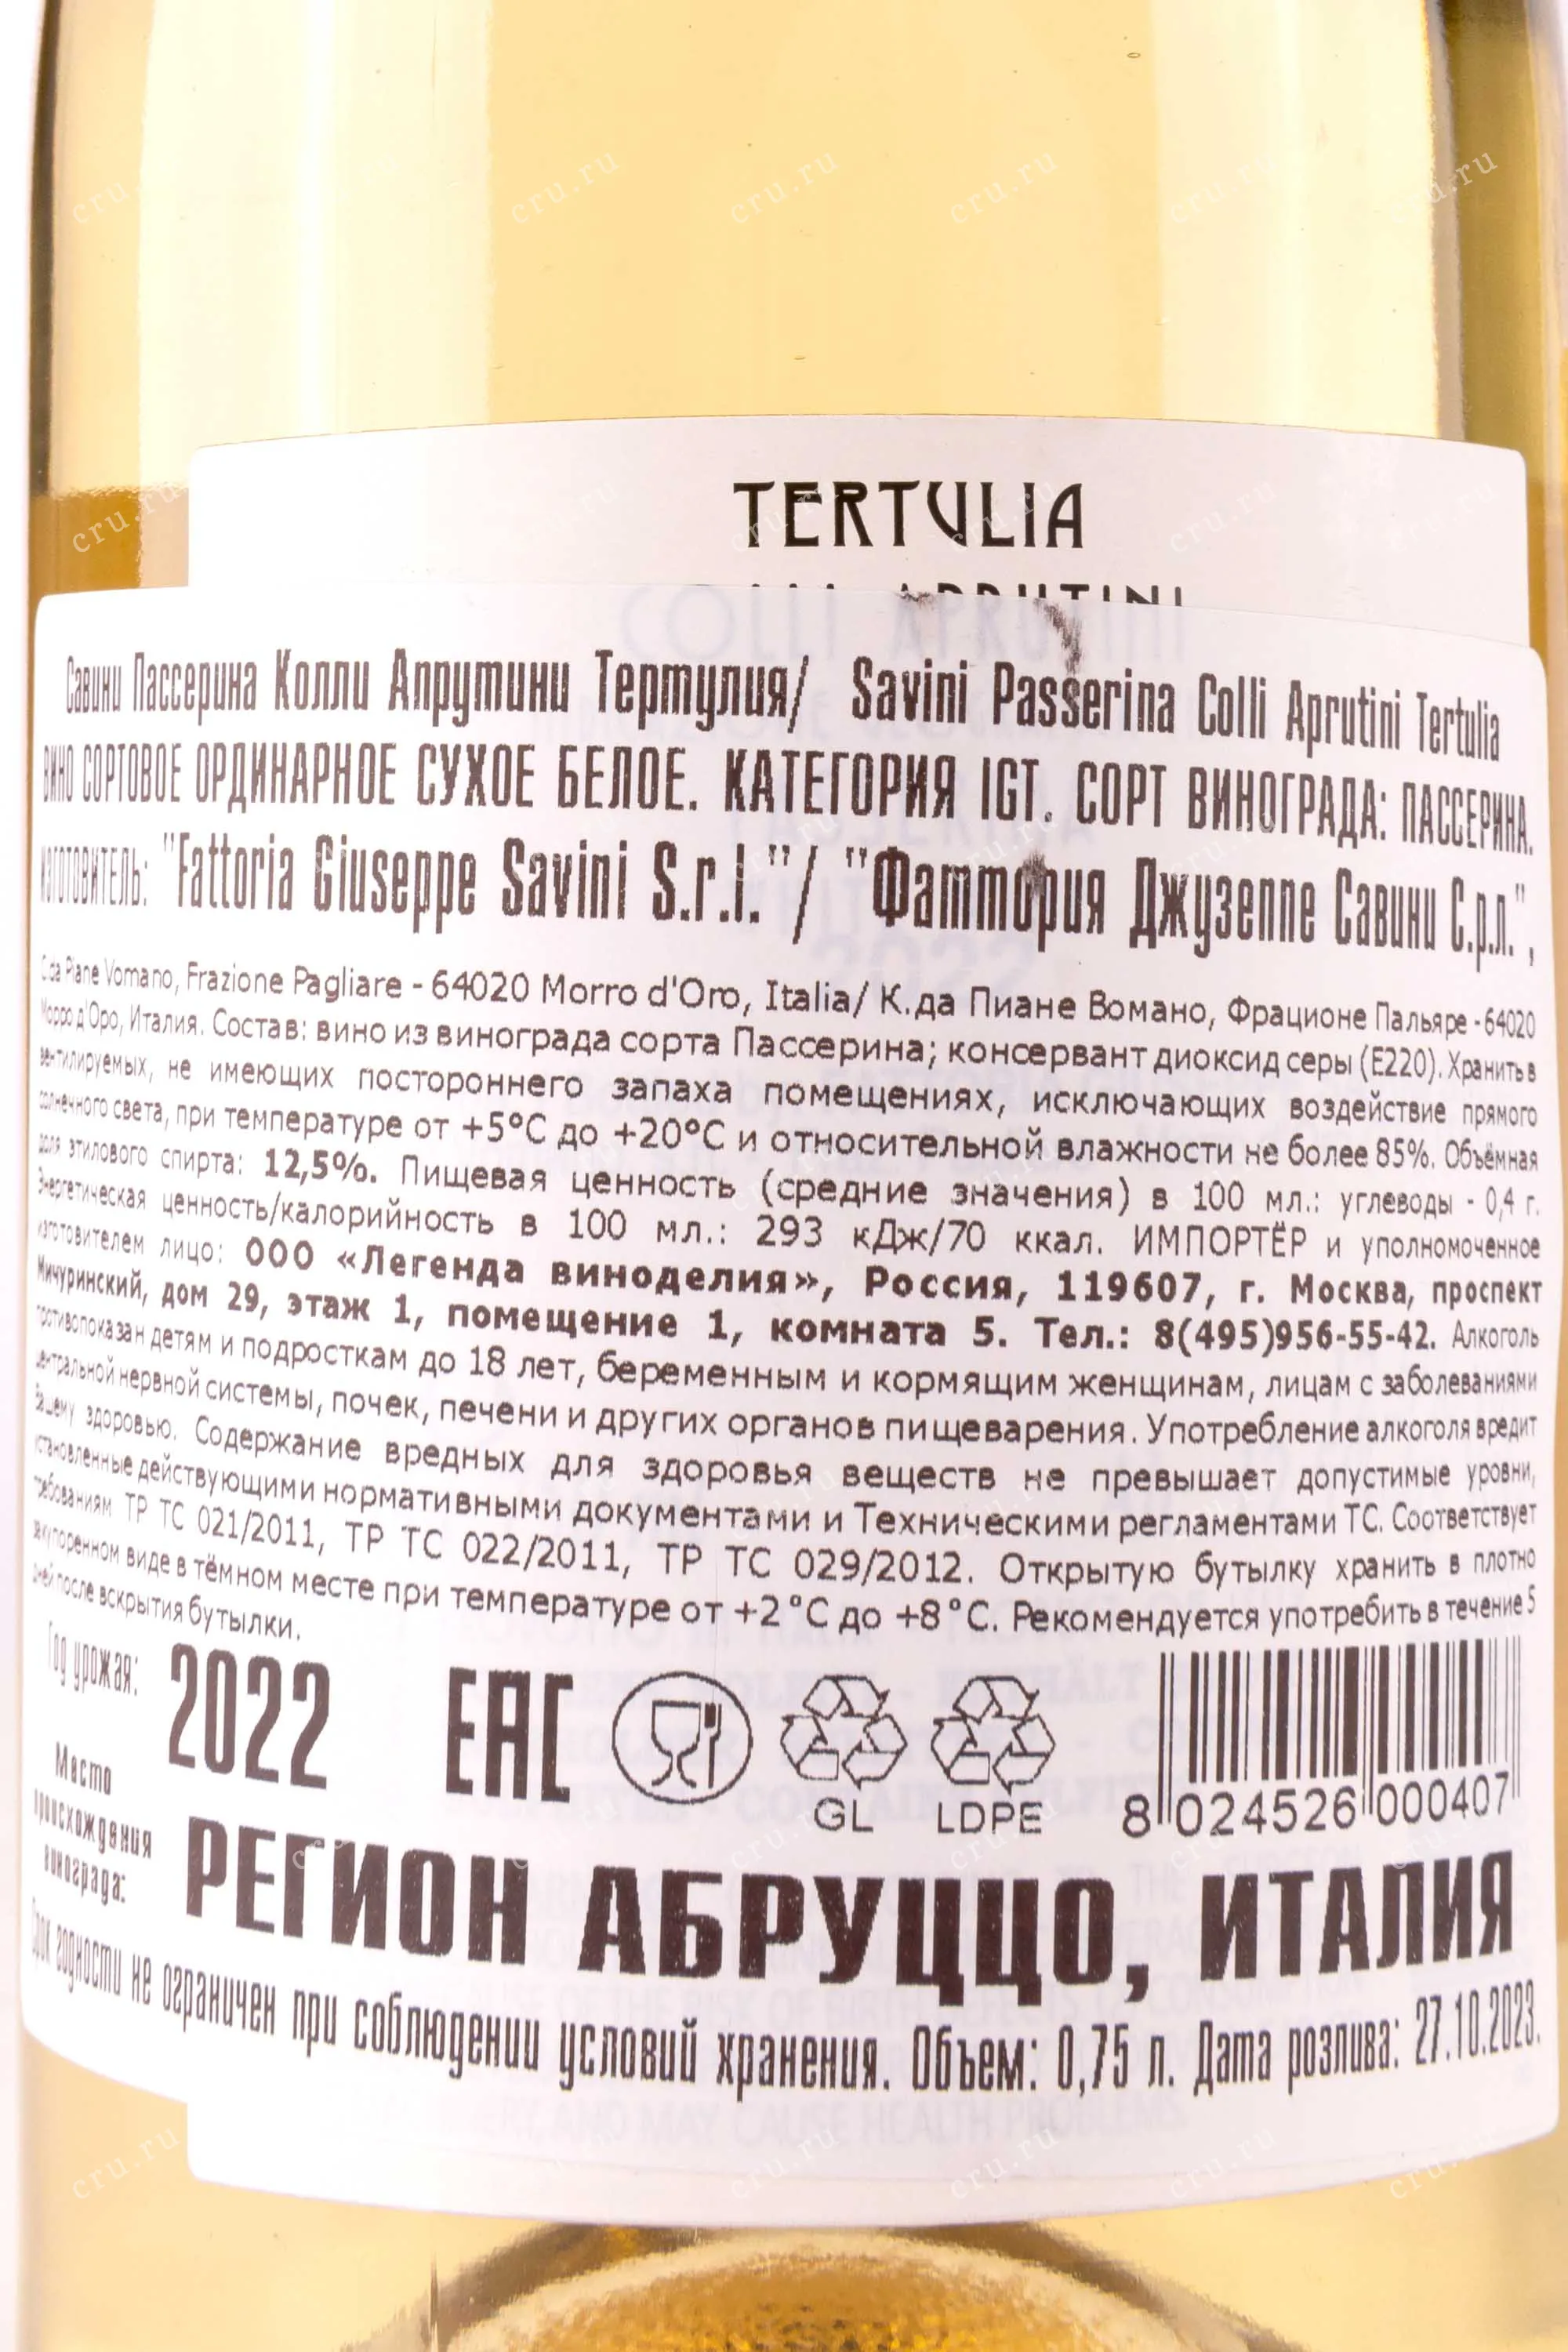 TERTULIA
Савини Пассерина Колли Апрутини Тертулия/ Savini Passerina Colli Aprutini Tertulia
ВИНО СОРТОВОЕ ОРДИНАРНОЕ СУХОЕ БЕЛОЕ. КАТЕГОРИЯ IGT. СОРТ ВИНОГРАДА: ПАССЕРИНА.
ИЗГОТОВИТЕЛЬ: "Fattoria Giuseppe Savini S.r.l."/ "Фаттория Джузеппе Савини С.р.л.",
C.da Piane Vomano, Frazione Pagliare - 64020 Morro d'Oro, Italia/ К.да Пиане Вомано, Фрационе Пальяре - 64020
Морро д'Оро, Италия. Состав: вино из винограда сорта Пассерина; консервант диоксид серы (Е220). Хранить в
вентилируемых, не имеющих постороннего запаха помещениях, исключающих воздействие прямого
солнечного света, при температуре от +5°C до +20°C и относительной влажности не более 85%. Объёмная
доля этилового спирта: 12,5%. Пищевая ценность (средние значения) в 100 мл.: углеводы - 0,4 г.
Энергетическая ценность/калорийность в 100 мл.: 293 кДж/70 ккал. ИМПОРТЁР и уполномоченное
изготовителем лицо: ООО «Легенда виноделия», Россия, 119607, г. Москва, проспект
Мичуринский, дом 29, этаж 1, помещение 1, комната 5. Тел.: 8(495)956-55-42. Алкоголь
противопоказан детям и подросткам до 18 лет, беременным и кормящим женщинам, лицам с заболеваниями
центральной нервной системы, почек, печени и других органов пищеварения. Употребление алкоголя вредит
Вашему здоровью. Содержание вредных для здоровья веществ не превышает допустимые уровни,
установленные действующими нормативными документами и Техническими регламентами ТС. Соответствует
требованиям ТР ТС 021/2011, ТР ТС 022/2011, ТР ТС 029/2012. Открытую бутылку хранить в плотно
закупоренном виде в тёмном месте при температуре от +2°C до +8°C. Рекомендуется употребить в течение 5
дней после вскрытия бутылки.
Год урожая: 2022
EAC
GL LDPE
8 024526 000407
Место
происхождения
винограда:
РЕГИОН АБРУЦЦО, ИТАЛИЯ
Срок годности не ограничен при соблюдении условий хранения. Объем: 0,75 л. Дата розлива: 27.10.2023.
cru.ru